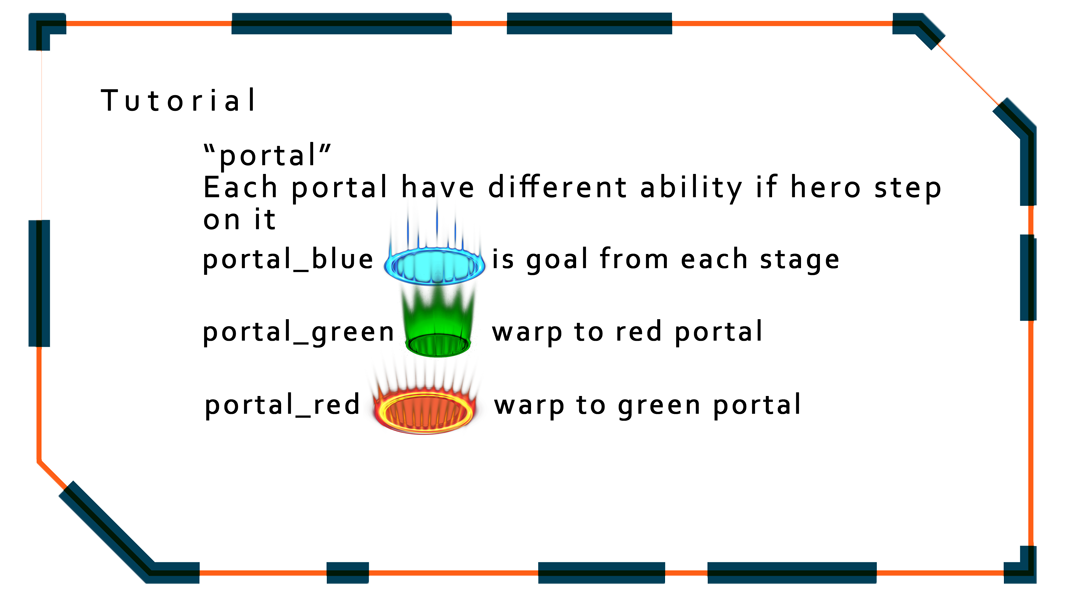 Tutorial
“portal”
Each portal have different ability if hero step
on it
portal_blue is goal from each stage
portal_green warp to red portal
portal_red warp to green portal